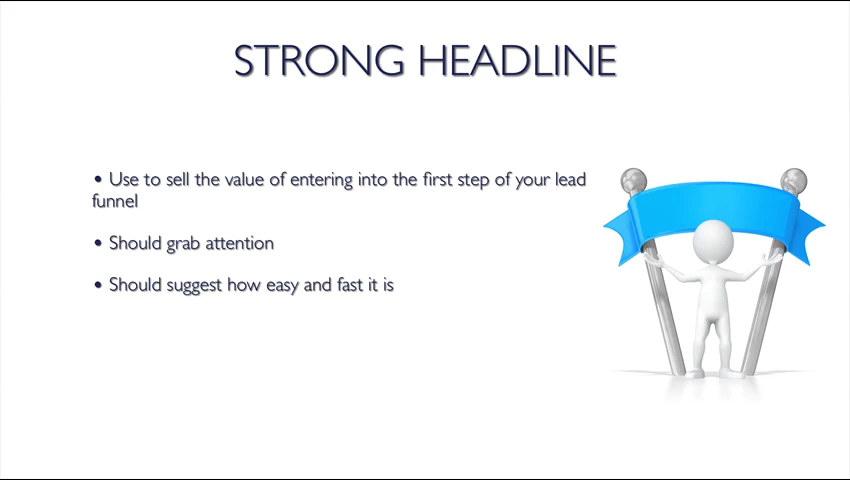 STRONG HEADLINE
• Use to sell the value of entering into the first step of your lead
funnel
• Should grab attention
• Should suggest how easy and fast it is